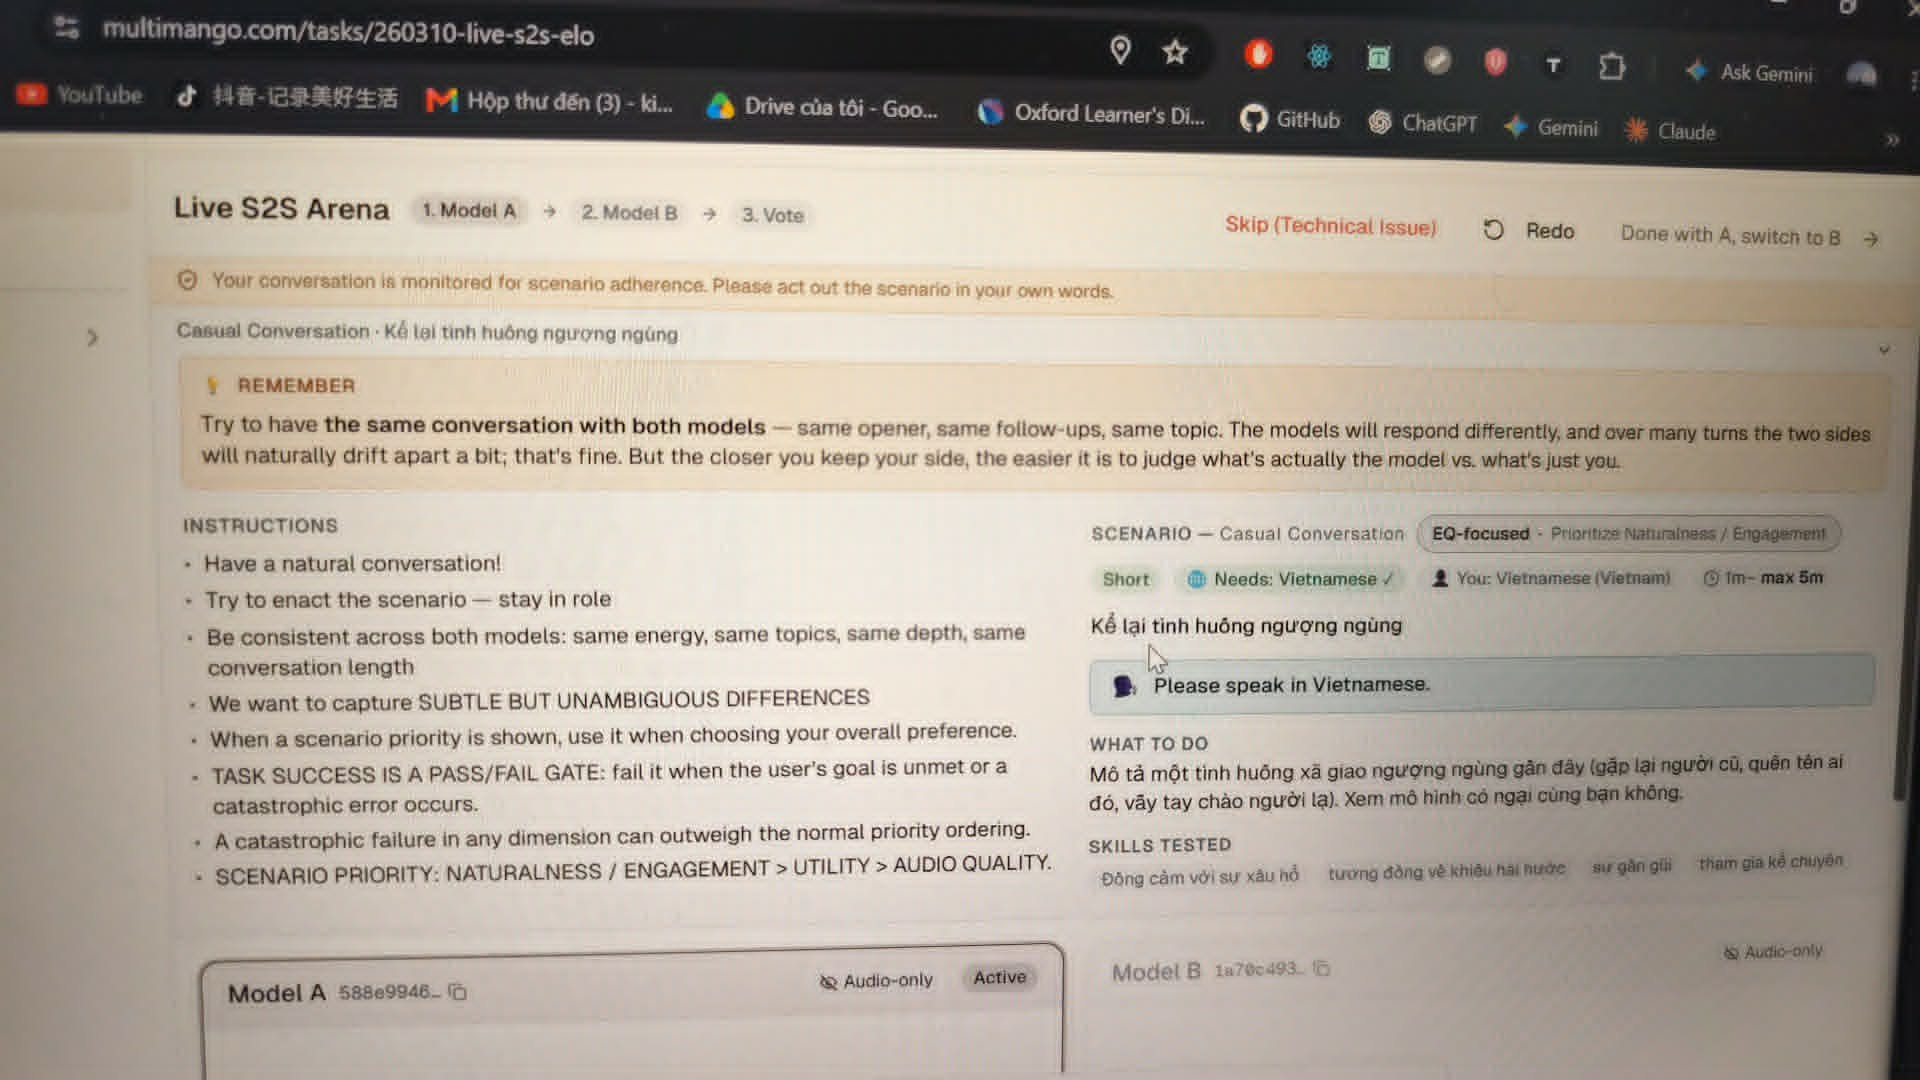 multimango.com/tasks/260310-live-s2s-elo
Ask Gemini
YouTube
抖音-记录美好生活
Hộp thư đến (3) - ki...
Drive của tôi - Goo...
Oxford Learner's Di...
GitHub
ChatGPT
Gemini
Claude
Live S2S Arena
1. Model A → 2. Model B → 3. Vote
Skip (Technical Issue)
Redo
Done with A, switch to B →
Your conversation is monitored for scenario adherence. Please act out the scenario in your own words.
Casual Conversation · Kể lại tình huống ngượng ngùng
REMEMBER
Try to have the same conversation with both models — same opener, same follow-ups, same topic. The models will respond differently, and over many turns the two sides
will naturally drift apart a bit; that's fine. But the closer you keep your side, the easier it is to judge what's actually the model vs. what's just you.
INSTRUCTIONS
• Have a natural conversation!
• Try to enact the scenario — stay in role
• Be consistent across both models: same energy, same topics, same depth, same
conversation length
• We want to capture SUBTLE BUT UNAMBIGUOUS DIFFERENCES
• When a scenario priority is shown, use it when choosing your overall preference.
• TASK SUCCESS IS A PASS/FAIL GATE: fail it when the user's goal is unmet or a
catastrophic error occurs.
• A catastrophic failure in any dimension can outweigh the normal priority ordering.
• SCENARIO PRIORITY: NATURALNESS / ENGAGEMENT > UTILITY > AUDIO QUALITY.
SCENARIO — Casual Conversation
EQ-focused · Prioritize Naturalness / Engagement
Short
Needs: Vietnamese ✓
You: Vietnamese (Vietnam)
1m– max 5m
Kể lại tình huống ngượng ngùng
Please speak in Vietnamese.
WHAT TO DO
Mô tả một tình huống xã giao ngượng ngùng gần đây (gặp lại người cũ, quên tên ai
đó, vẫy tay chào người lạ). Xem mô hình có ngại cùng bạn không.
SKILLS TESTED
Đồng cảm với sự xấu hổ
tương đồng về khiếu hài hước
sự gần gũi
tham gia kể chuyện
Model A 588e9946…
Audio-only
Active
Model B 1a70c493…
Audio-only